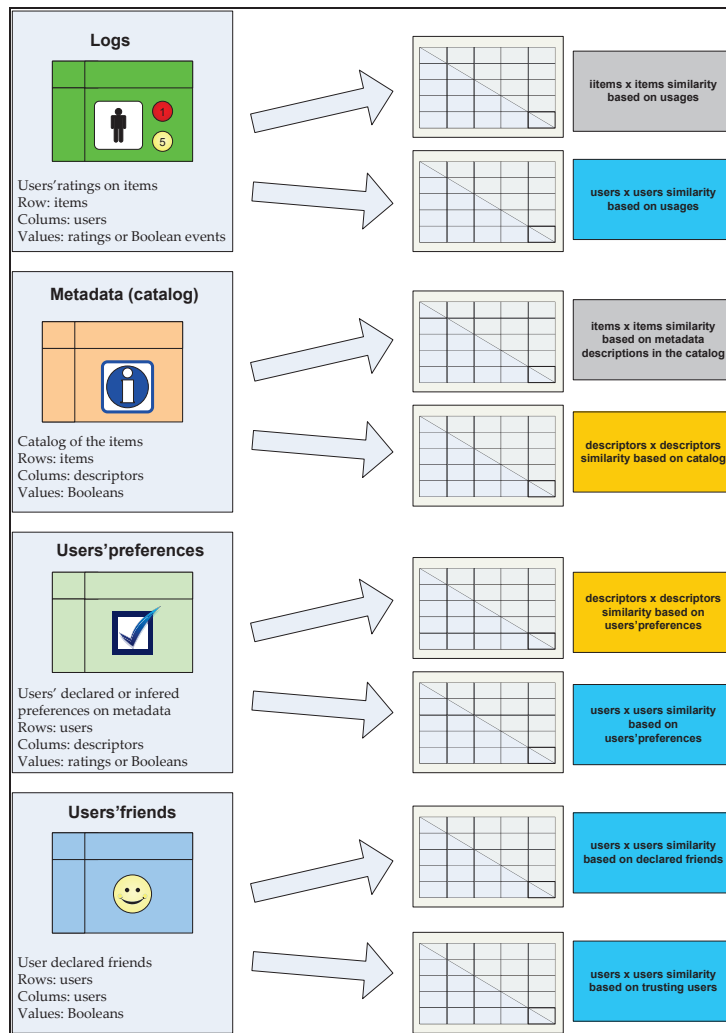 Logs
1
5
Users'ratings on items
Row: items
Colums: users
Values: ratings or Boolean events
iitems x items similarity
based on usages
users x users similarity
based on usages
Metadata (catalog)
i
Catalog of the items
Rows: items
Colums: descriptors
Values: Booleans
items x items similarity
based on metadata
descriptions in the catalog
descriptors x descriptors
similarity based on catalog
Users'preferences
Users' declared or infered
preferences on metadata
Rows: users
Colums: descriptors
Values: ratings or Booleans
descriptors x descriptors
similarity based on
users'preferences
users x users similarity
based on
users'preferences
Users'friends
User declared friends
Rows: users
Colums: users
Values: Booleans
users x users similarity
based on declared friends
users x users similarity
based on trusting users